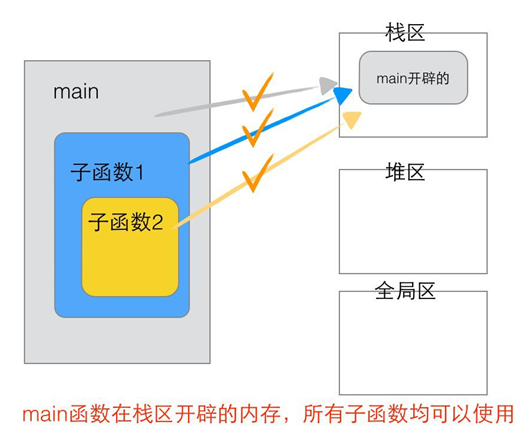 栈区
main开辟的
main
子函数1
子函数2
堆区
全局区
main函数在栈区开辟的内存，所有子函数均可以使用